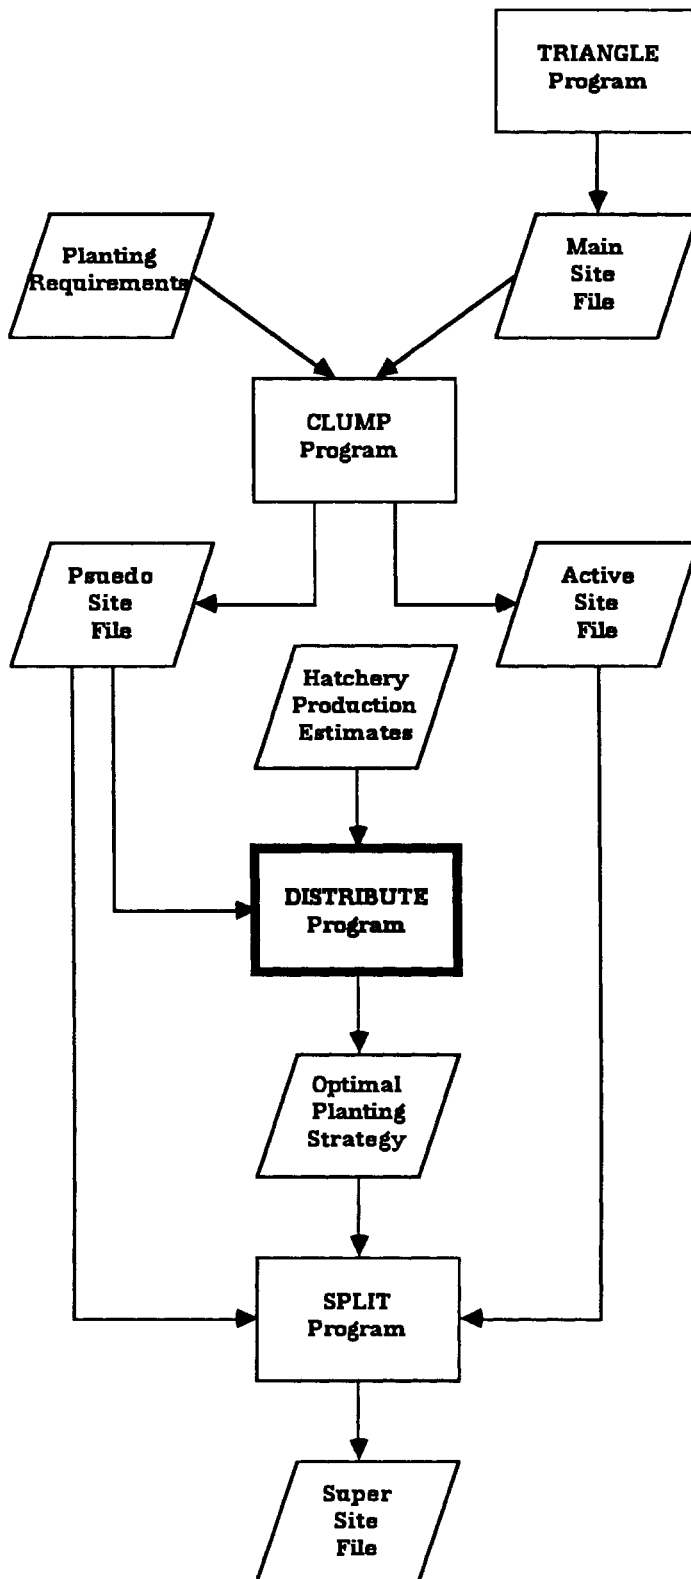 TRIANGLE
Program
Planting
Requirements
Main
Site
File
CLUMP
Program
Psuedo
Site
File
Active
Site
File
Hatchery
Production
Estimates
DISTRIBUTE
Program
Optimal
Planting
Strategy
SPLIT
Program
Super
Site
File